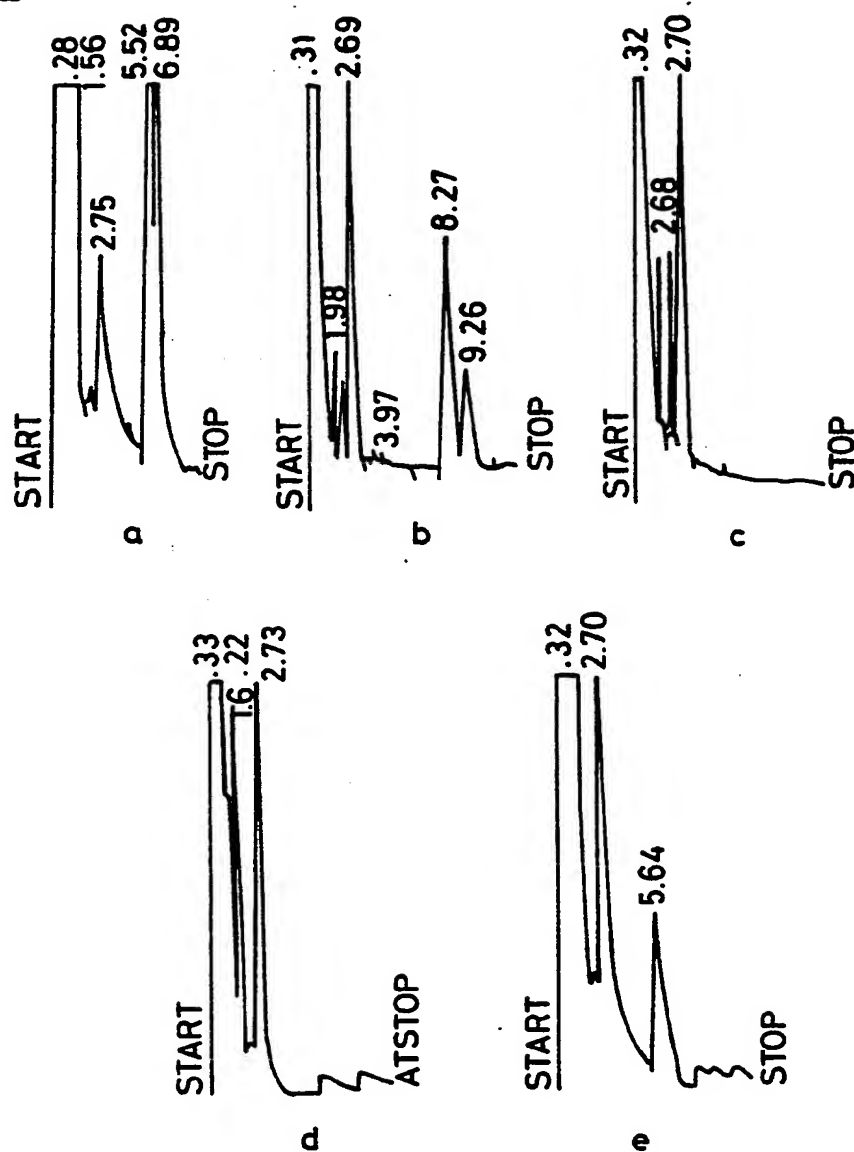 START
.28
1.56
2.75
5.52
6.89
STOP
a
START
.31
1.98
2.69
3.97
8.27
9.26
STOP
b
START
.32
2.68
2.70
STOP
c
START
.33
.22
1.6
2.73
ATSTOP
d
START
.32
2.70
5.64
STOP
e